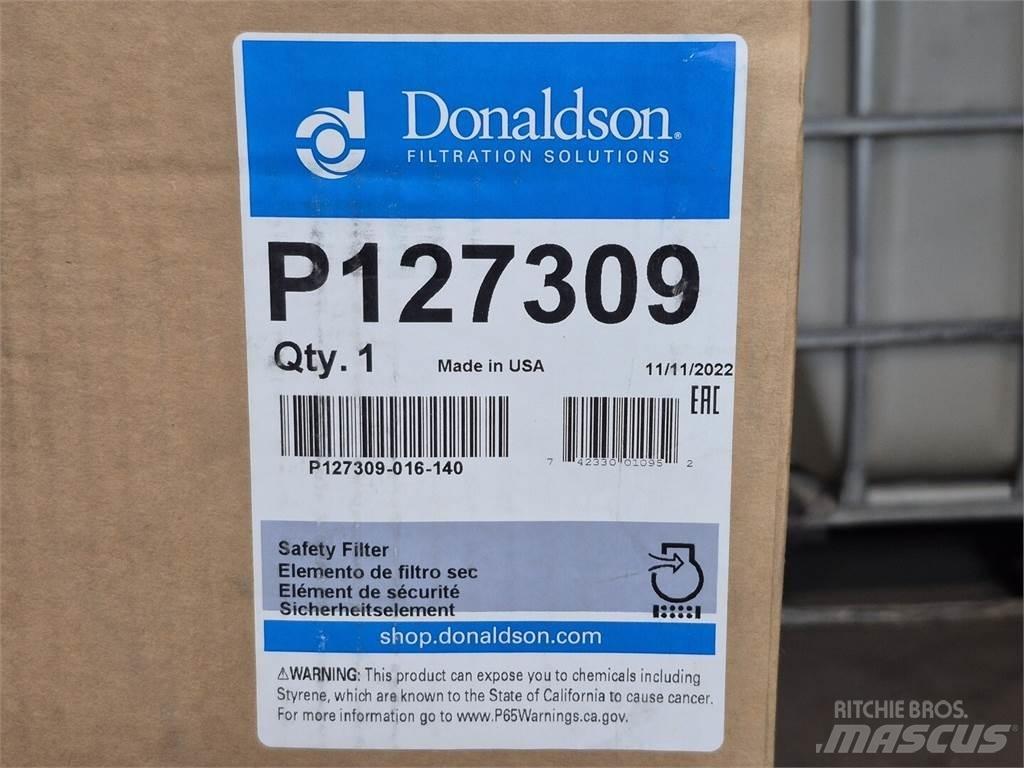 Donaldson®
FILTRATION SOLUTIONS
P127309
Qty. 1 Made in USA 11/11/2022
EAC
P127309-016-140
7 42330 01095 2
Safety Filter
Elemento de filtro sec
Elément de sécurité
Sicherheitselement
shop.donaldson.com
⚠WARNING: This product can expose you to chemicals including
Styrene, which are known to the State of California to cause cancer.
For more information go to www.P65Warnings.ca.gov.
RITCHIE BROS.
MASCUS